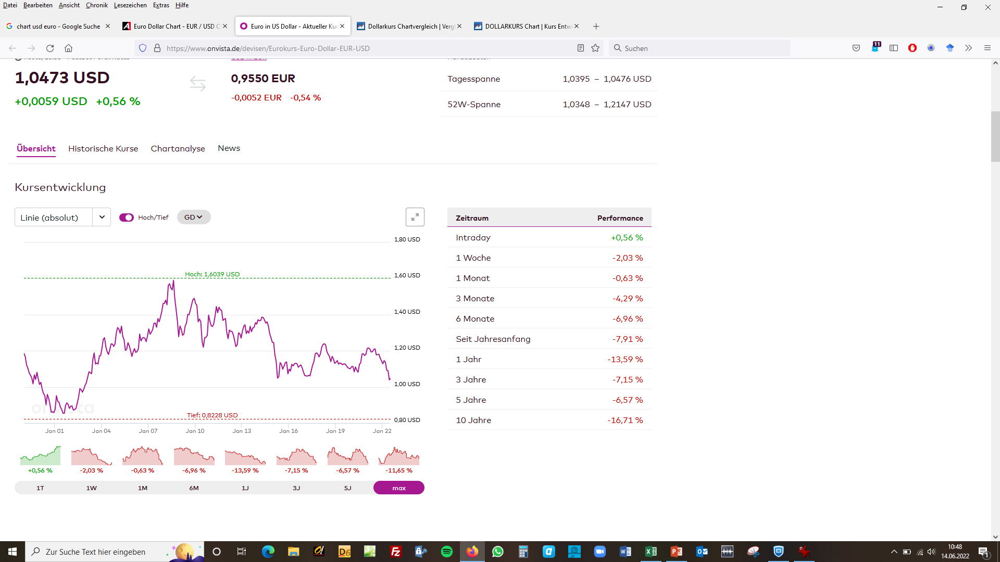 Datei Bearbeiten Ansicht Chronik Lesezeichen Extras Hilfe
chart usd euro - Google Suche Euro Dollar Chart - EUR / USD C Euro in US Dollar - Aktueller Ku Dollarkurs Chartvergleich | Verg DOLLARKURS Chart | Kurs Entw
https://www.onvista.de/devisen/Eurokurs-Euro-Dollar-EUR-USD Suchen 11
1,0473 USD 0,9550 EUR
+0,0059 USD +0,56 % -0,0052 EUR -0,54 %
Tagesspanne 1,0395 – 1,0476 USD
52W-Spanne 1,0348 – 1,2147 USD
Übersicht Historische Kurse Chartanalyse News
Kursentwicklung
Linie (absolut) Hoch/Tief GD
1,80 USD
Hoch: 1,6039 USD
1,60 USD
1,40 USD
1,20 USD
1,00 USD
onvista
Tief: 0,8228 USD
0,80 USD
Jan 01 Jan 04 Jan 07 Jan 10 Jan 13 Jan 16 Jan 19 Jan 22
+0,56 % -2,03 % -0,63 % -6,96 % -13,59 % -7,15 % -6,57 % -11,65 %
1T 1W 1M 6M 1J 3J 5J max
Zeitraum Performance
Intraday +0,56 %
1 Woche -2,03 %
1 Monat -0,63 %
3 Monate -4,29 %
6 Monate -6,96 %
Seit Jahresanfang -7,91 %
1 Jahr -13,59 %
3 Jahre -7,15 %
5 Jahre -6,57 %
10 Jahre -16,71 %
Zur Suche Text hier eingeben
10:48
14.06.2022
1